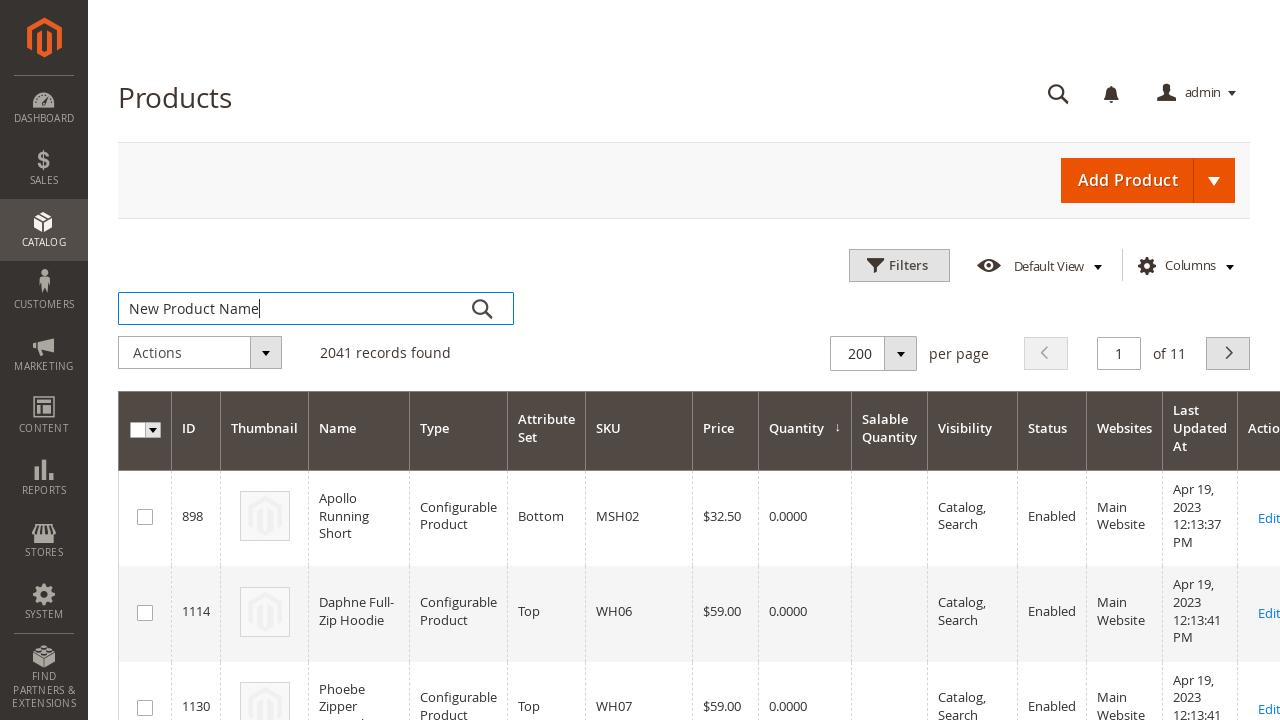 Products
admin
DASHBOARD
SALES
CATALOG
CUSTOMERS
MARKETING
CONTENT
REPORTS
STORES
SYSTEM
FIND
PARTNERS &
EXTENSIONS
Add Product
Filters
Default View
Columns
New Product Name
Actions
2041 records found
200
per page
1
of 11
ID
Thumbnail
Name
Type
Attribute
Set
SKU
Price
Quantity ↓
Salable
Quantity
Visibility
Status
Websites
Last
Updated
At
Actio
898
Apollo
Running
Short
Configurable
Product
Bottom
MSH02
$32.50
0.0000
Catalog,
Search
Enabled
Main
Website
Apr 19,
2023
12:13:37
PM
Edit
1114
Daphne Full-
Zip Hoodie
Configurable
Product
Top
WH06
$59.00
0.0000
Catalog,
Search
Enabled
Main
Website
Apr 19,
2023
12:13:41
PM
Edit
1130
Phoebe
Zipper
Configurable
Product
Top
WH07
$59.00
0.0000
Catalog,
Search
Enabled
Main
Website
Apr 19,
2023
12:13:41
Edit